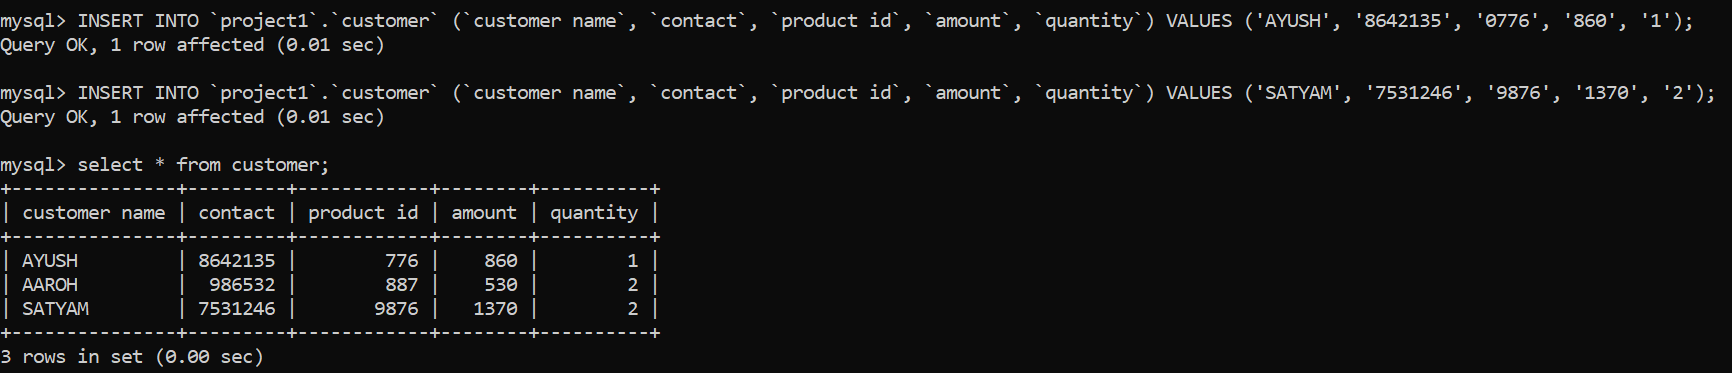 mysql> INSERT INTO `project1`.`customer` (`customer name`, `contact`, `product id`, `amount`, `quantity`) VALUES ('AYUSH', '8642135', '0776', '860', '1');
Query OK, 1 row affected (0.01 sec)

mysql> INSERT INTO `project1`.`customer` (`customer name`, `contact`, `product id`, `amount`, `quantity`) VALUES ('SATYAM', '7531246', '9876', '1370', '2');
Query OK, 1 row affected (0.01 sec)

mysql> select * from customer;
+---------------+---------+------------+--------+----------+
| customer name | contact | product id | amount | quantity |
+---------------+---------+------------+--------+----------+
| AYUSH         | 8642135 |        776 |    860 |        1 |
| AAROH         |  986532 |        887 |    530 |        2 |
| SATYAM        | 7531246 |       9876 |   1370 |        2 |
+---------------+---------+------------+--------+----------+
3 rows in set (0.00 sec)